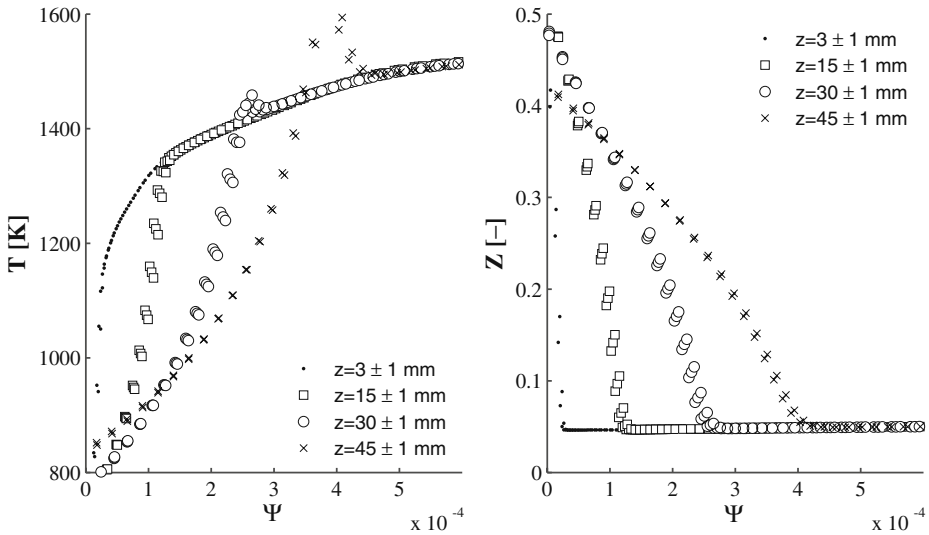 1600
1400
1200
1000
800
T [K]
0
1
2
3
4
5
Ψ
x 10⁻⁴
z=3 ± 1 mm
z=15 ± 1 mm
z=30 ± 1 mm
z=45 ± 1 mm
0.5
0.4
0.3
0.2
0.1
0
Z [–]
0
1
2
3
4
5
Ψ
x 10⁻⁴
z=3 ± 1 mm
z=15 ± 1 mm
z=30 ± 1 mm
z=45 ± 1 mm